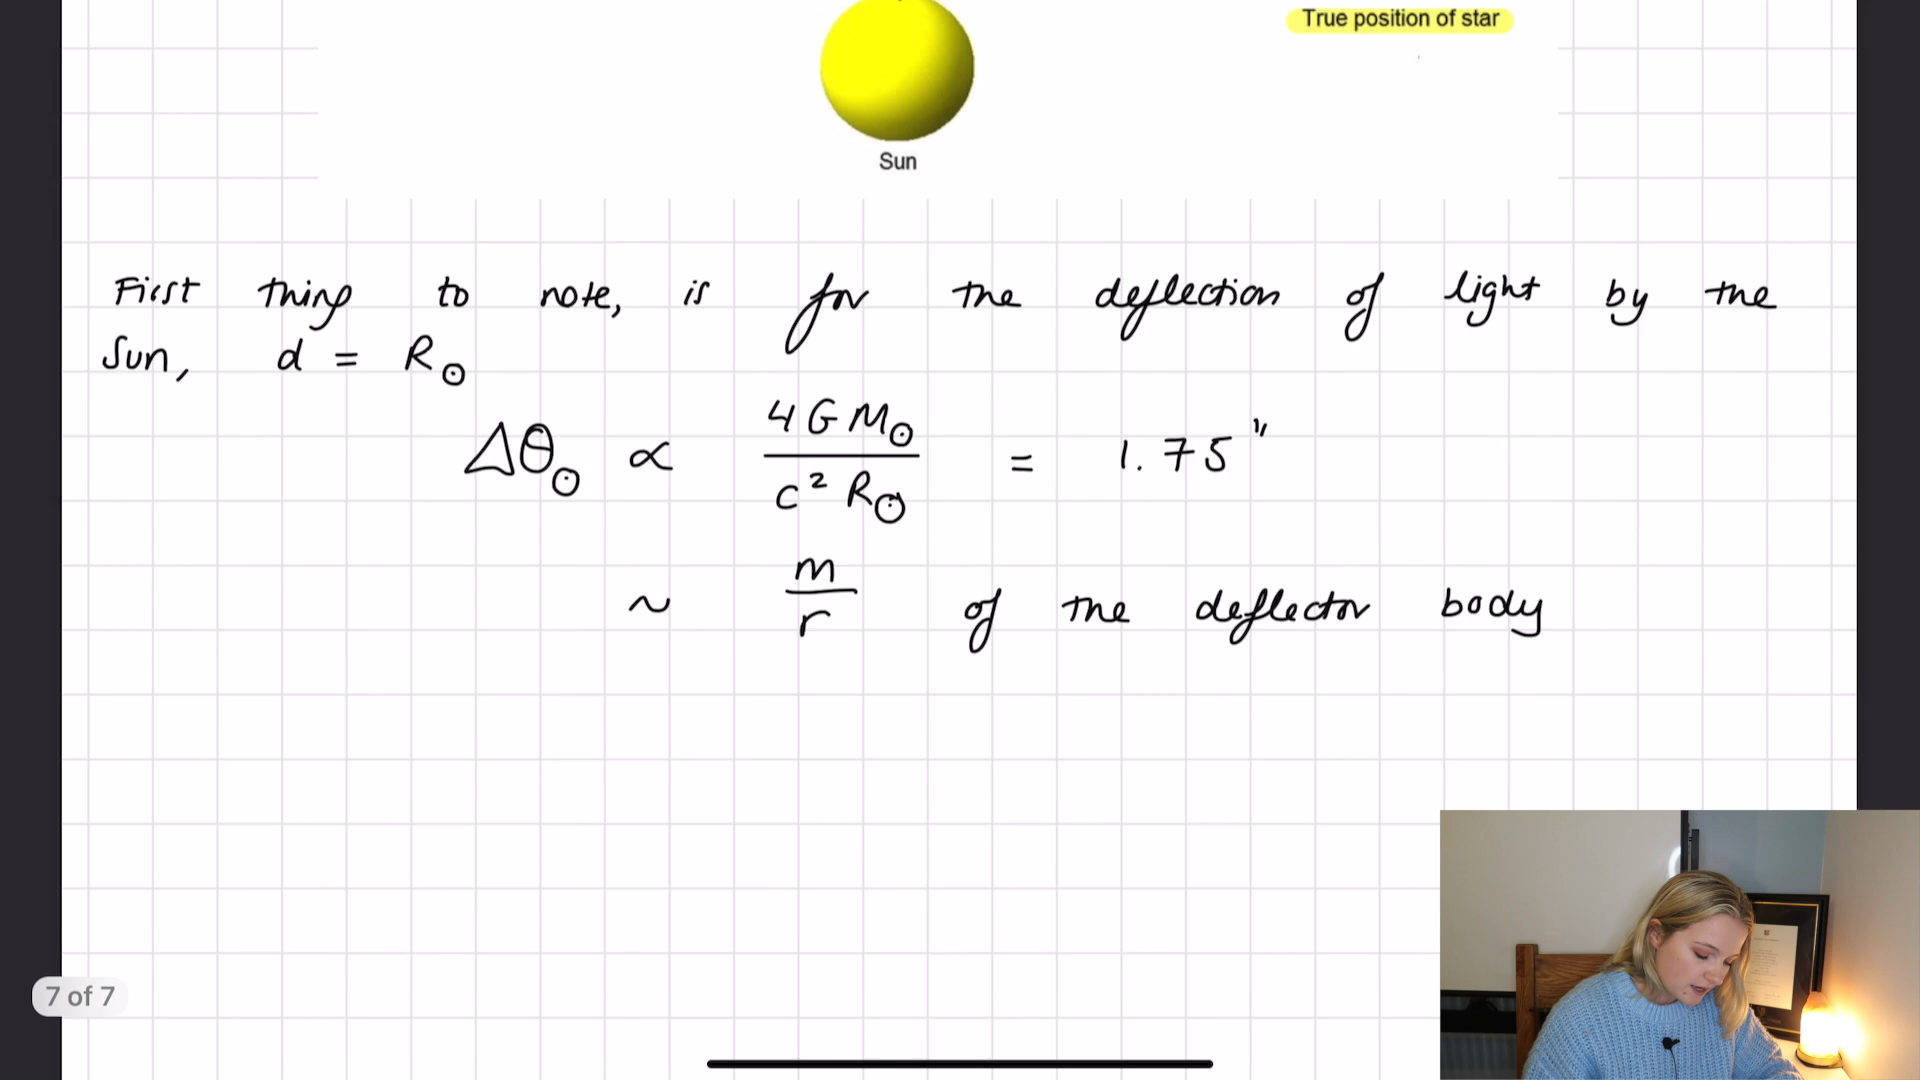 True position of star
Sun
First thing to note, is for the deflection of light by the
Sun, d = R☉
Δθ☉ ∝ 4GM☉ / c² R☉ = 1.75"
~ m / r of the deflector body
7 of 7